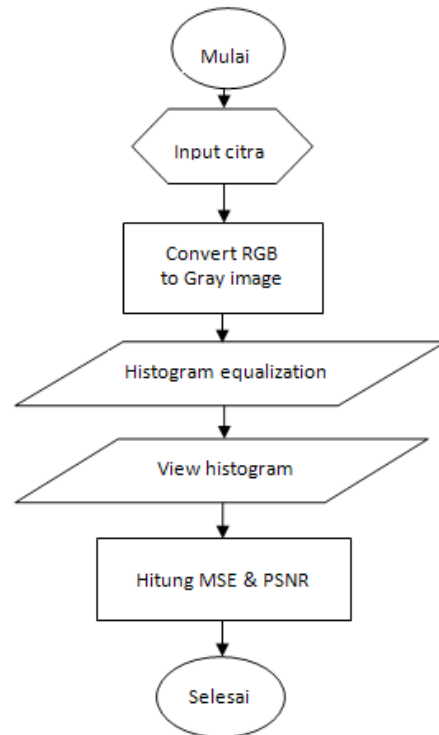 Mulai
Input citra
Convert RGB
to Gray image
Histogram equalization
View histogram
Hitung MSE & PSNR
Selesai